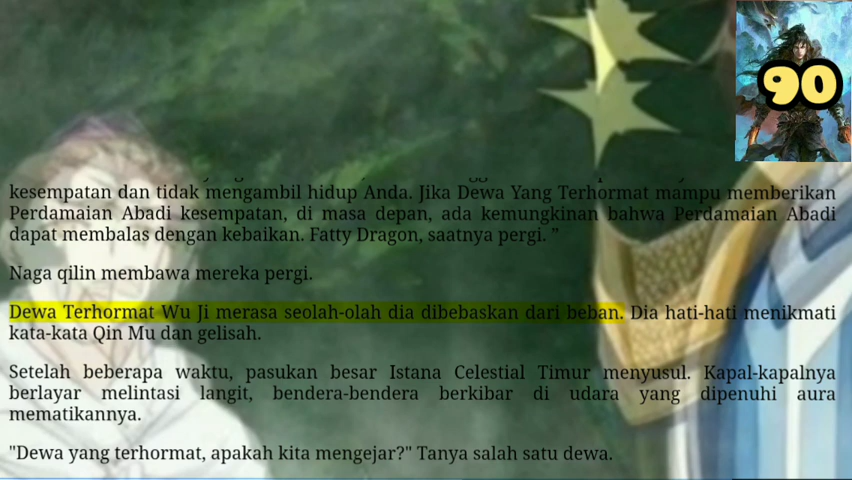 90
kesempatan dan tidak mengambil hidup Anda. Jika Dewa Yang Terhormat mampu memberikan
Perdamaian Abadi kesempatan, di masa depan, ada kemungkinan bahwa Perdamaian Abadi
dapat membalas dengan kebaikan. Fatty Dragon, saatnya pergi. ”
Naga qilin membawa mereka pergi.
Dewa Terhormat Wu Ji merasa seolah-olah dia dibebaskan dari beban. Dia hati-hati menikmati
kata-kata Qin Mu dan gelisah.
Setelah beberapa waktu, pasukan besar Istana Celestial Timur menyusul. Kapal-kapalnya
berlayar melintasi langit, bendera-bendera berkibar di udara yang dipenuhi aura
mematikannya.
"Dewa yang terhormat, apakah kita mengejar?" Tanya salah satu dewa.